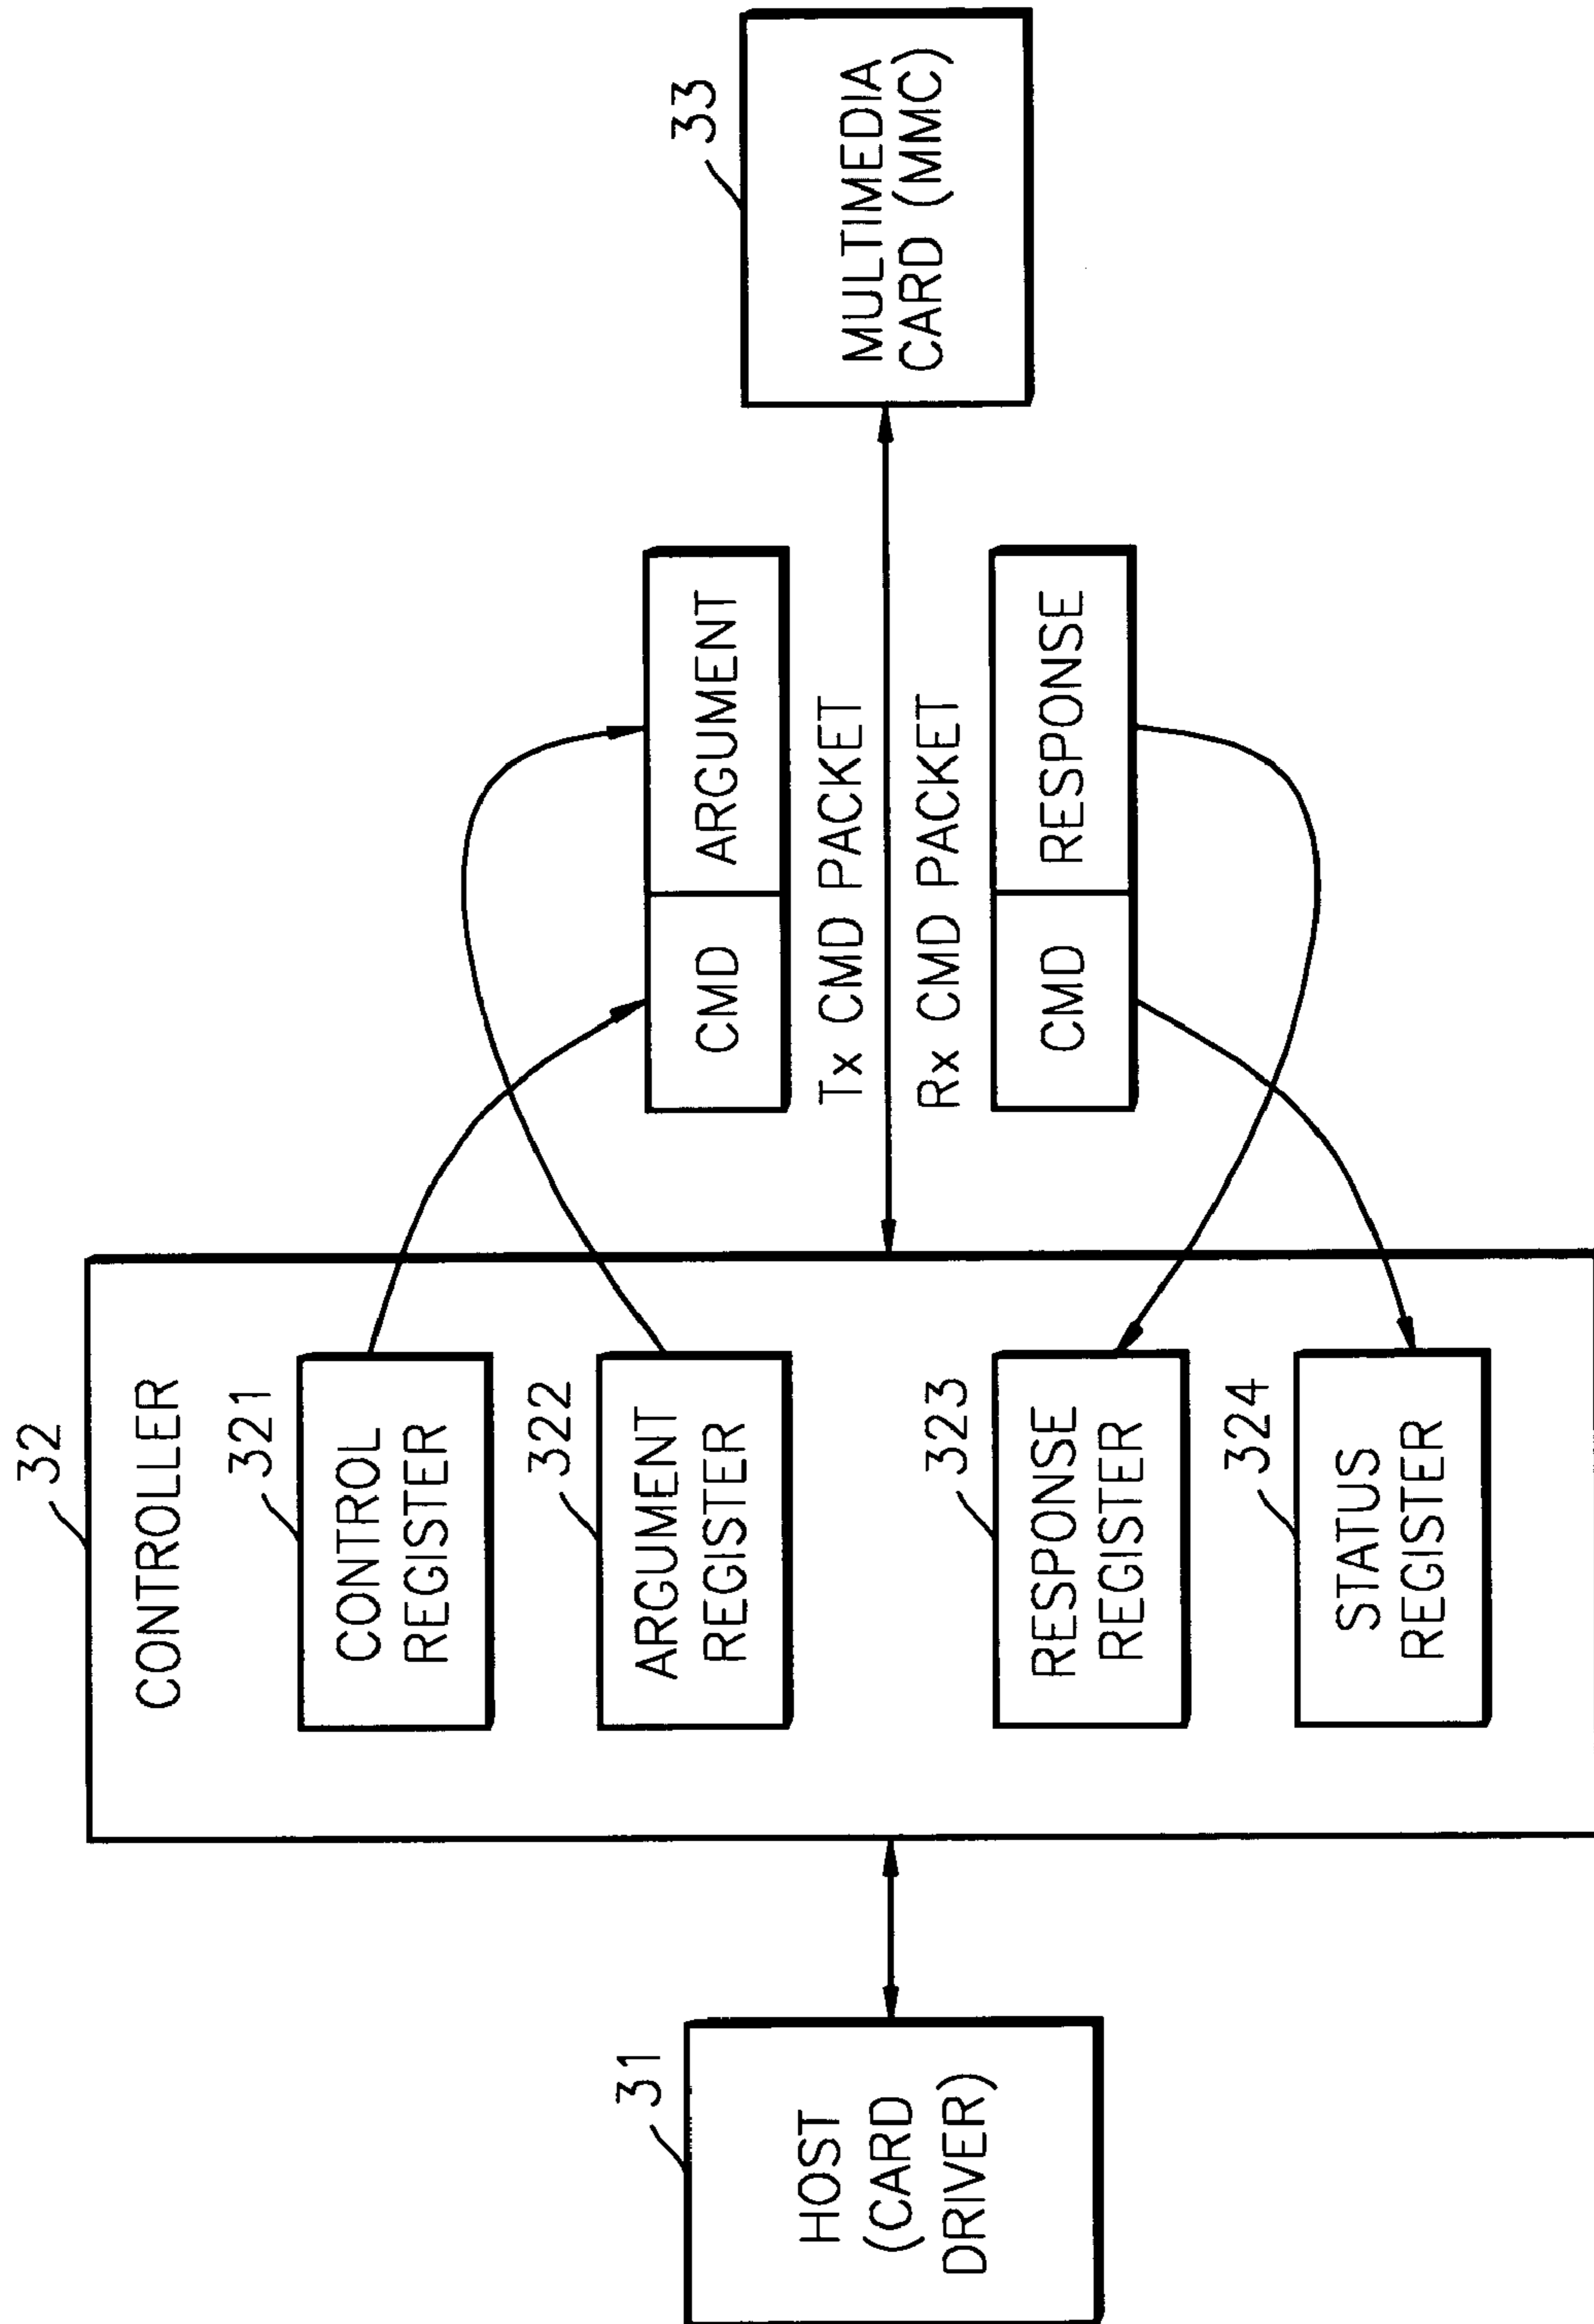 31
HOST
(CARD
DRIVER)
32
CONTROLLER
321
CONTROL
REGISTER
322
ARGUMENT
REGISTER
323
RESPONSE
REGISTER
324
STATUS
REGISTER
CMD
ARGUMENT
Tx CMD PACKET
Rx CMD PACKET
CMD
RESPONSE
33
MULTIMEDIA
CARD (MMC)